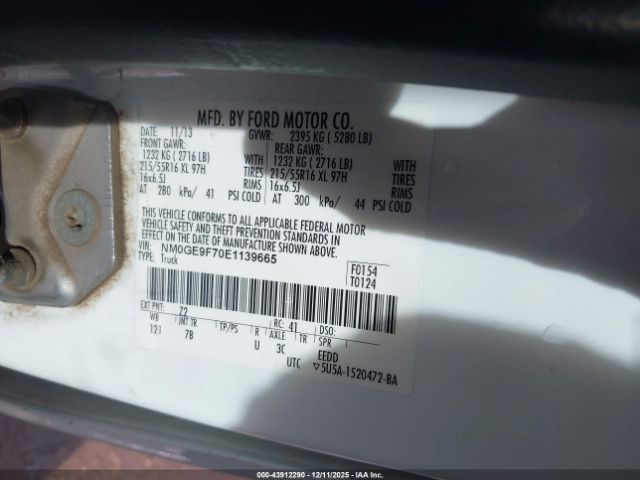 MFD. BY FORD MOTOR CO.
DATE: 11/13 GVWR: 2395 KG ( 5280 LB)
FRONT GAWR: REAR GAWR:
1232 KG ( 2716 LB) WITH 1232 KG ( 2716 LB) WITH
215/55R16 XL 97H TIRES 215/55R16 XL 97H TIRES
16x6.5J RIMS 16x6.5J RIMS
AT 280 kPa/ 41 PSI COLD AT 300 kPa/ 44 PSI COLD
THIS VEHICLE CONFORMS TO ALL APPLICABLE FEDERAL MOTOR
VEHICLE SAFETY AND THEFT PREVENTION STANDARDS IN
EFFECT ON THE DATE OF MANUFACTURE SHOWN ABOVE.
VIN: NM0GE9F70E1139665
TYPE: Truck
F0154
T0124
EXT PNT: Z2 RC: 41 DSO:
WB INT TR TP/PS R AXLE TR SPR
121 7B U 3C EEDD
UTC ▽5U5A-1520472-BA
000-43912290 - 12/11/2025 - IAAI.COM